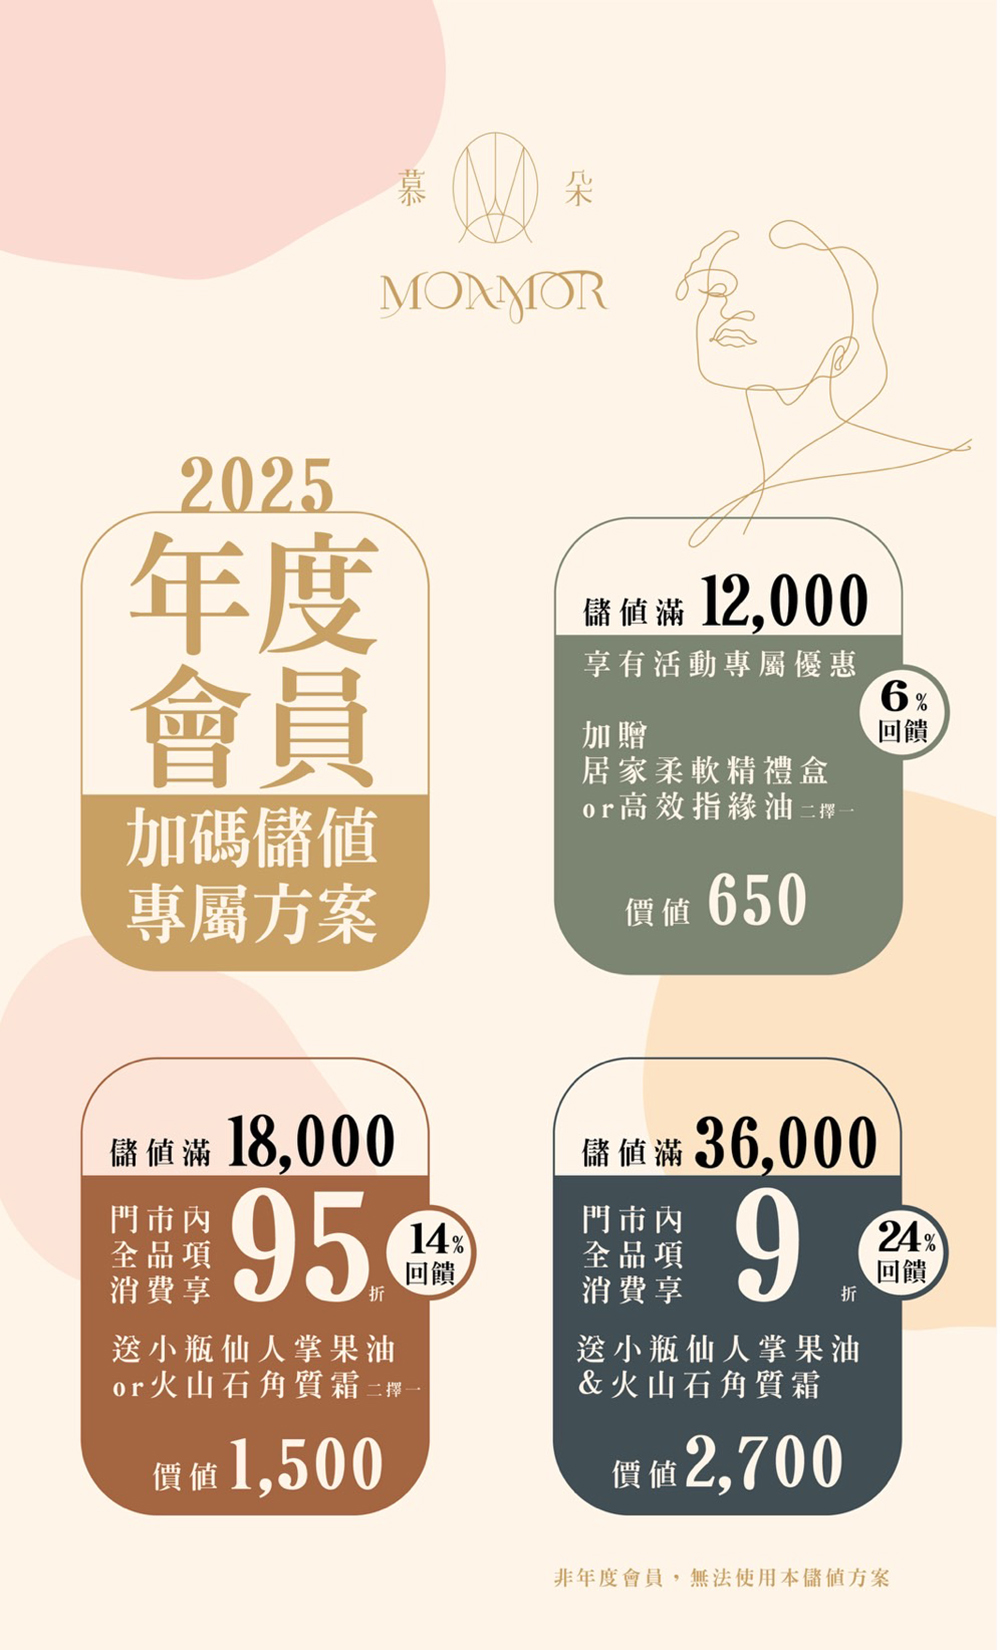 慕 朵
MOXMOR
2025
年度
會員
加碼儲值
專屬方案
儲值滿 12,000
享有活動專屬優惠
6%
回饋
加贈
居家柔軟精禮盒
or高效指緣油二擇一
價值 650
儲值滿 18,000
門市內
全品項
消費享
95折
14%
回饋
送小瓶仙人掌果油
or火山石角質霜二擇一
價值1,500
儲值滿 36,000
門市內
全品項
消費享
9折
24%
回饋
送小瓶仙人掌果油
&火山石角質霜
價值2,700
非年度會員，無法使用本儲值方案